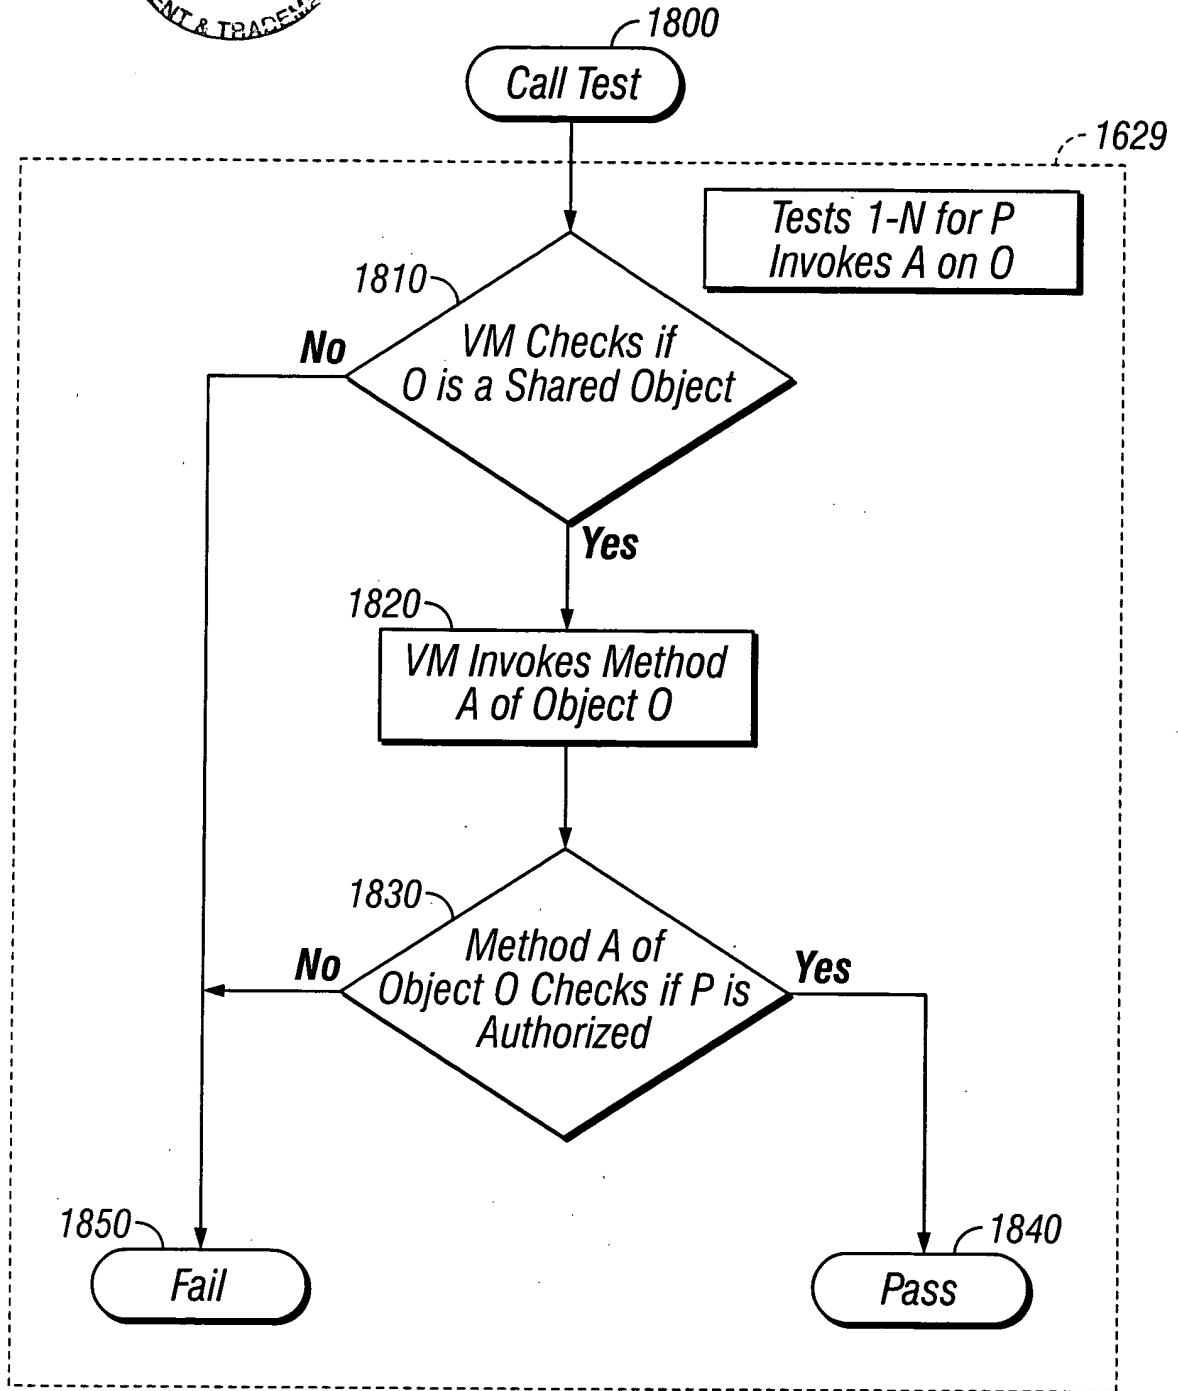 ENT & TRADEM
1800
Call Test
1629
Tests 1-N for P
Invokes A on O
1810
No
VM Checks if
O is a Shared Object
Yes
1820
VM Invokes Method
A of Object O
1830
No
Method A of
Object O Checks if P is
Authorized
Yes
1850
Fail
1840
Pass